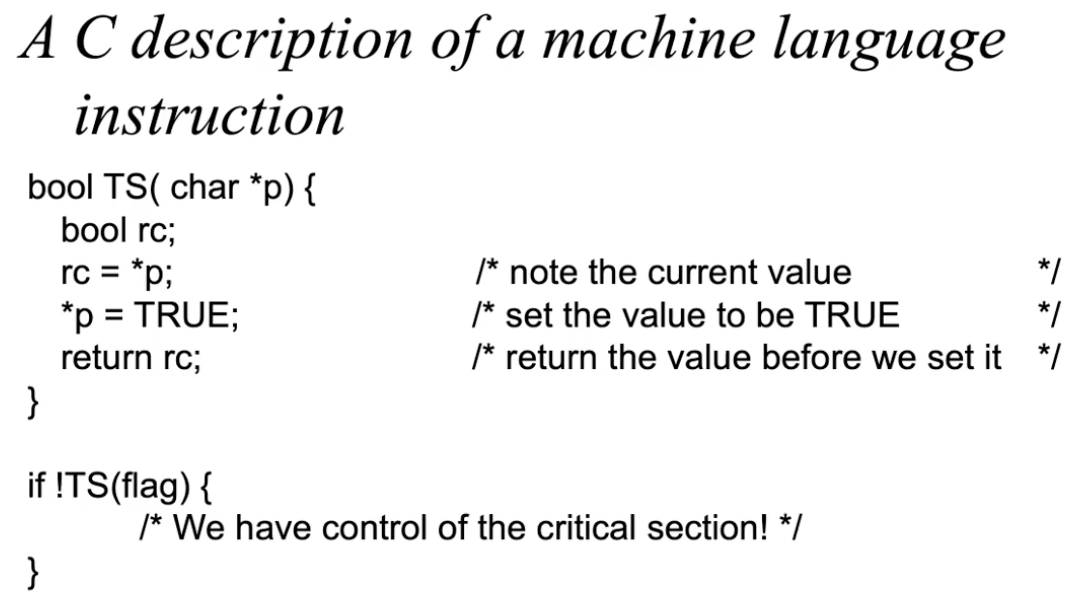 A C description of a machine language
instruction
bool TS( char *p) {
bool rc;
rc = *p; /* note the current value */
*p = TRUE; /* set the value to be TRUE */
return rc; /* return the value before we set it */
}
if !TS(flag) {
/* We have control of the critical section! */
}